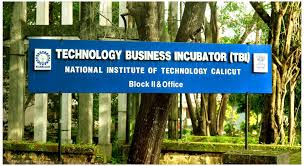 TECHNOLOGY BUSINESS INCUBATOR (TBI)
NATIONAL INSTITUTE OF TECHNOLOGY CALICUT
Block II & Office